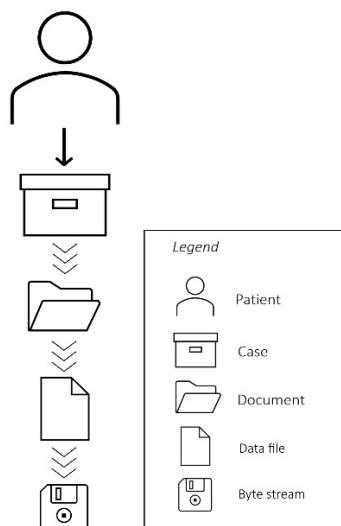 Legend
Patient
Case
Document
Data file
Byte stream